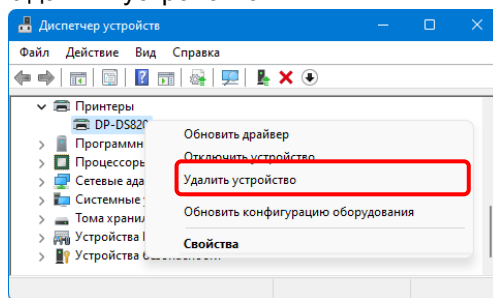 Диспетчер устройств
Файл Действие Вид Справка
Принтеры
DP-DS820
Обновить драйвер
Программн
Отключить устройство
Процессоры
Удалить устройство
Сетевые ада
Системные
Обновить конфигурацию оборудования
Тома хранил
Устройства
Свойства
Устройства безопасности